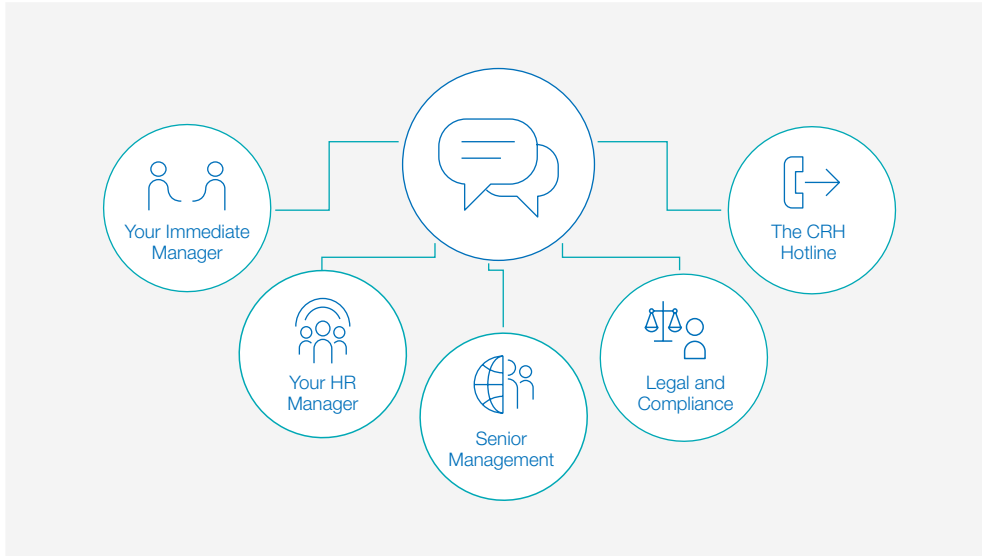 Your Immediate
Manager
Your HR
Manager
Senior
Management
Legal and
Compliance
The CRH
Hotline